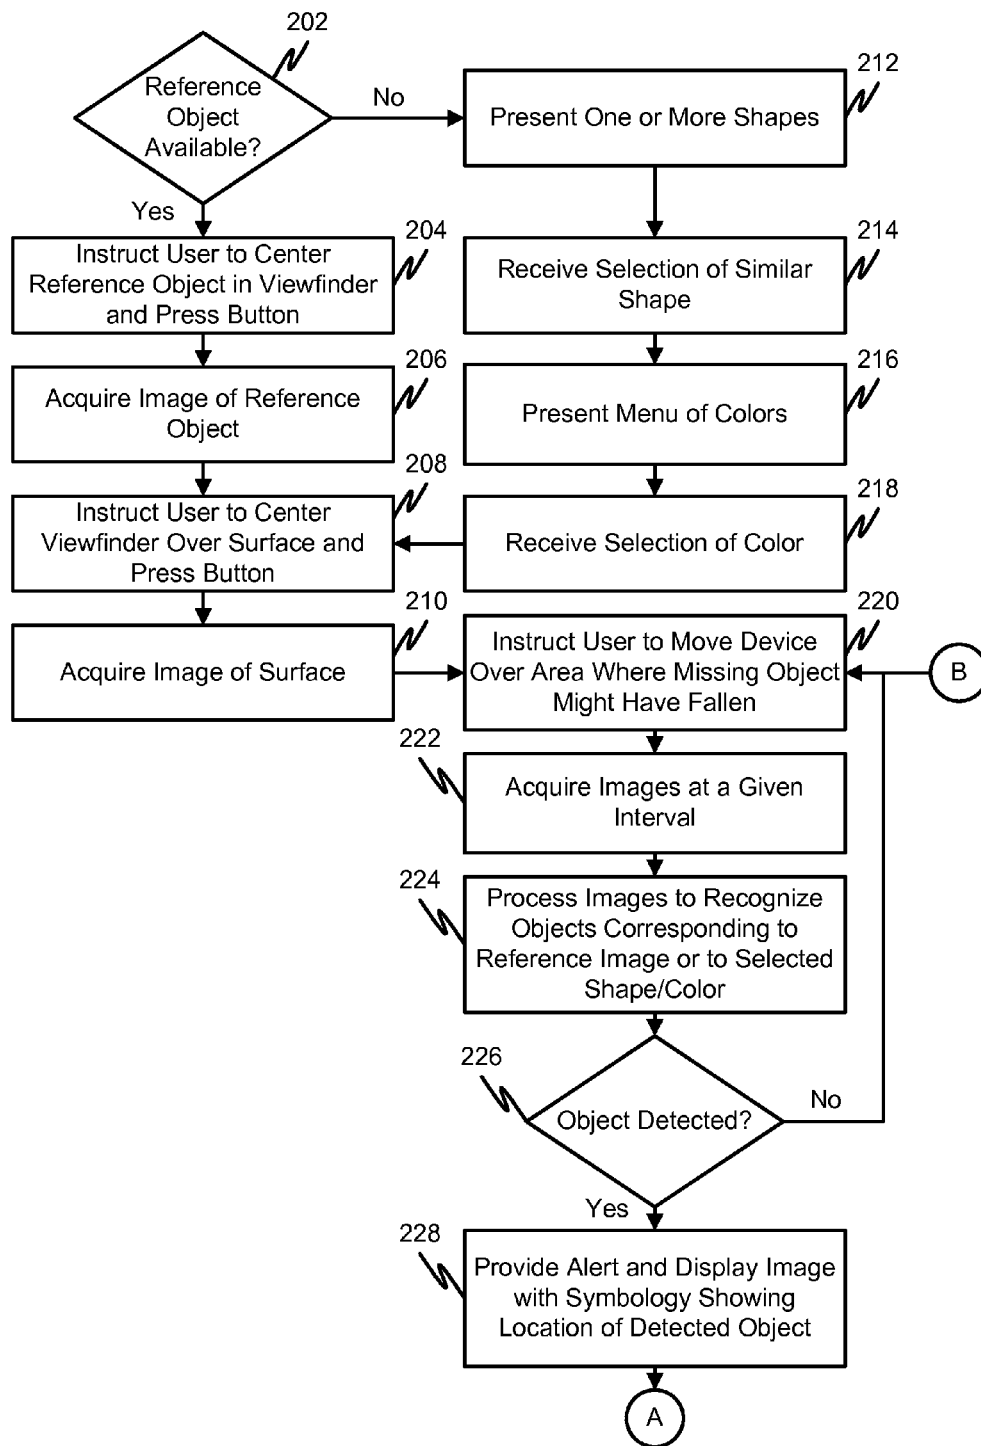 202
Reference
Object
Available?
No
Yes
212
Present One or More Shapes
204
Instruct User to Center
Reference Object in Viewfinder
and Press Button
214
Receive Selection of Similar
Shape
206
Acquire Image of Reference
Object
216
Present Menu of Colors
208
Instruct User to Center
Viewfinder Over Surface and
Press Button
218
Receive Selection of Color
210
Acquire Image of Surface
220
Instruct User to Move Device
Over Area Where Missing Object
Might Have Fallen
B
222
Acquire Images at a Given
Interval
224
Process Images to Recognize
Objects Corresponding to
Reference Image or to Selected
Shape/Color
226
Object Detected?
No
Yes
228
Provide Alert and Display Image
with Symbology Showing
Location of Detected Object
A